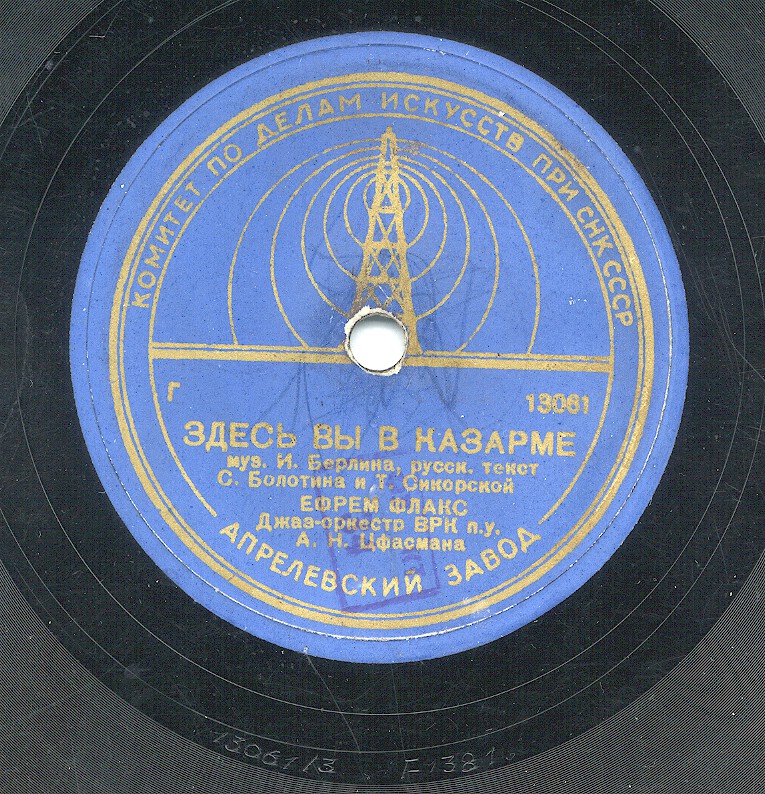 КОМИТЕТ ПО ДЕЛАМ ИСКУССТВ ПРИ СНК СССР
Г
13061
ЗДЕСЬ ВЫ В КАЗАРМЕ
муз. И. Берлина, русск. текст
С. Болотина и Т. Сикорской
ЕФРЕМ ФЛАКС
Джаз-оркестр ВРК п.у.
А. Н. Цфасмана
АПРЕЛЕВСКИЙ ЗАВОД
13061/3